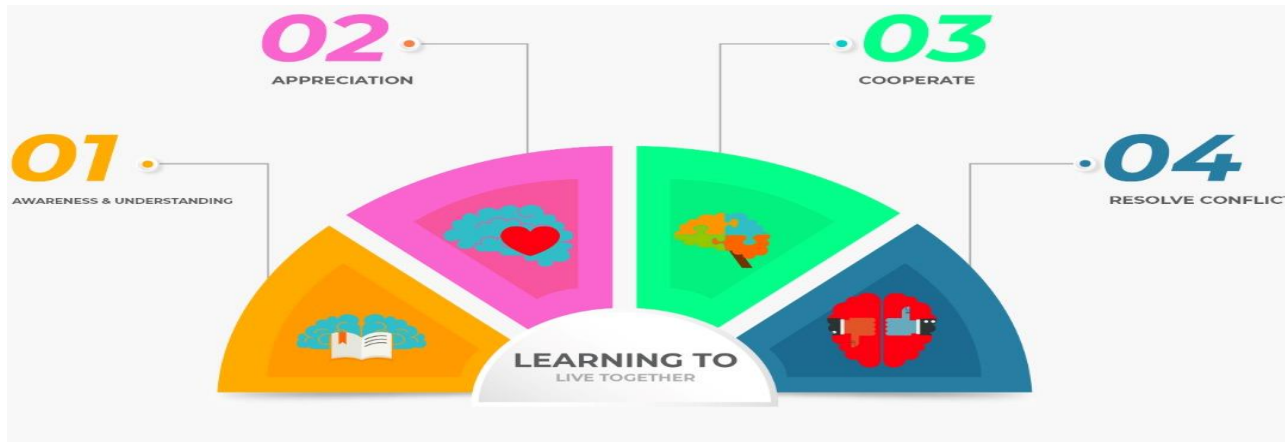 01
AWARENESS & UNDERSTANDING
02
APPRECIATION
03
COOPERATE
04
RESOLVE CONFLICT
LEARNING TO
LIVE TOGETHER